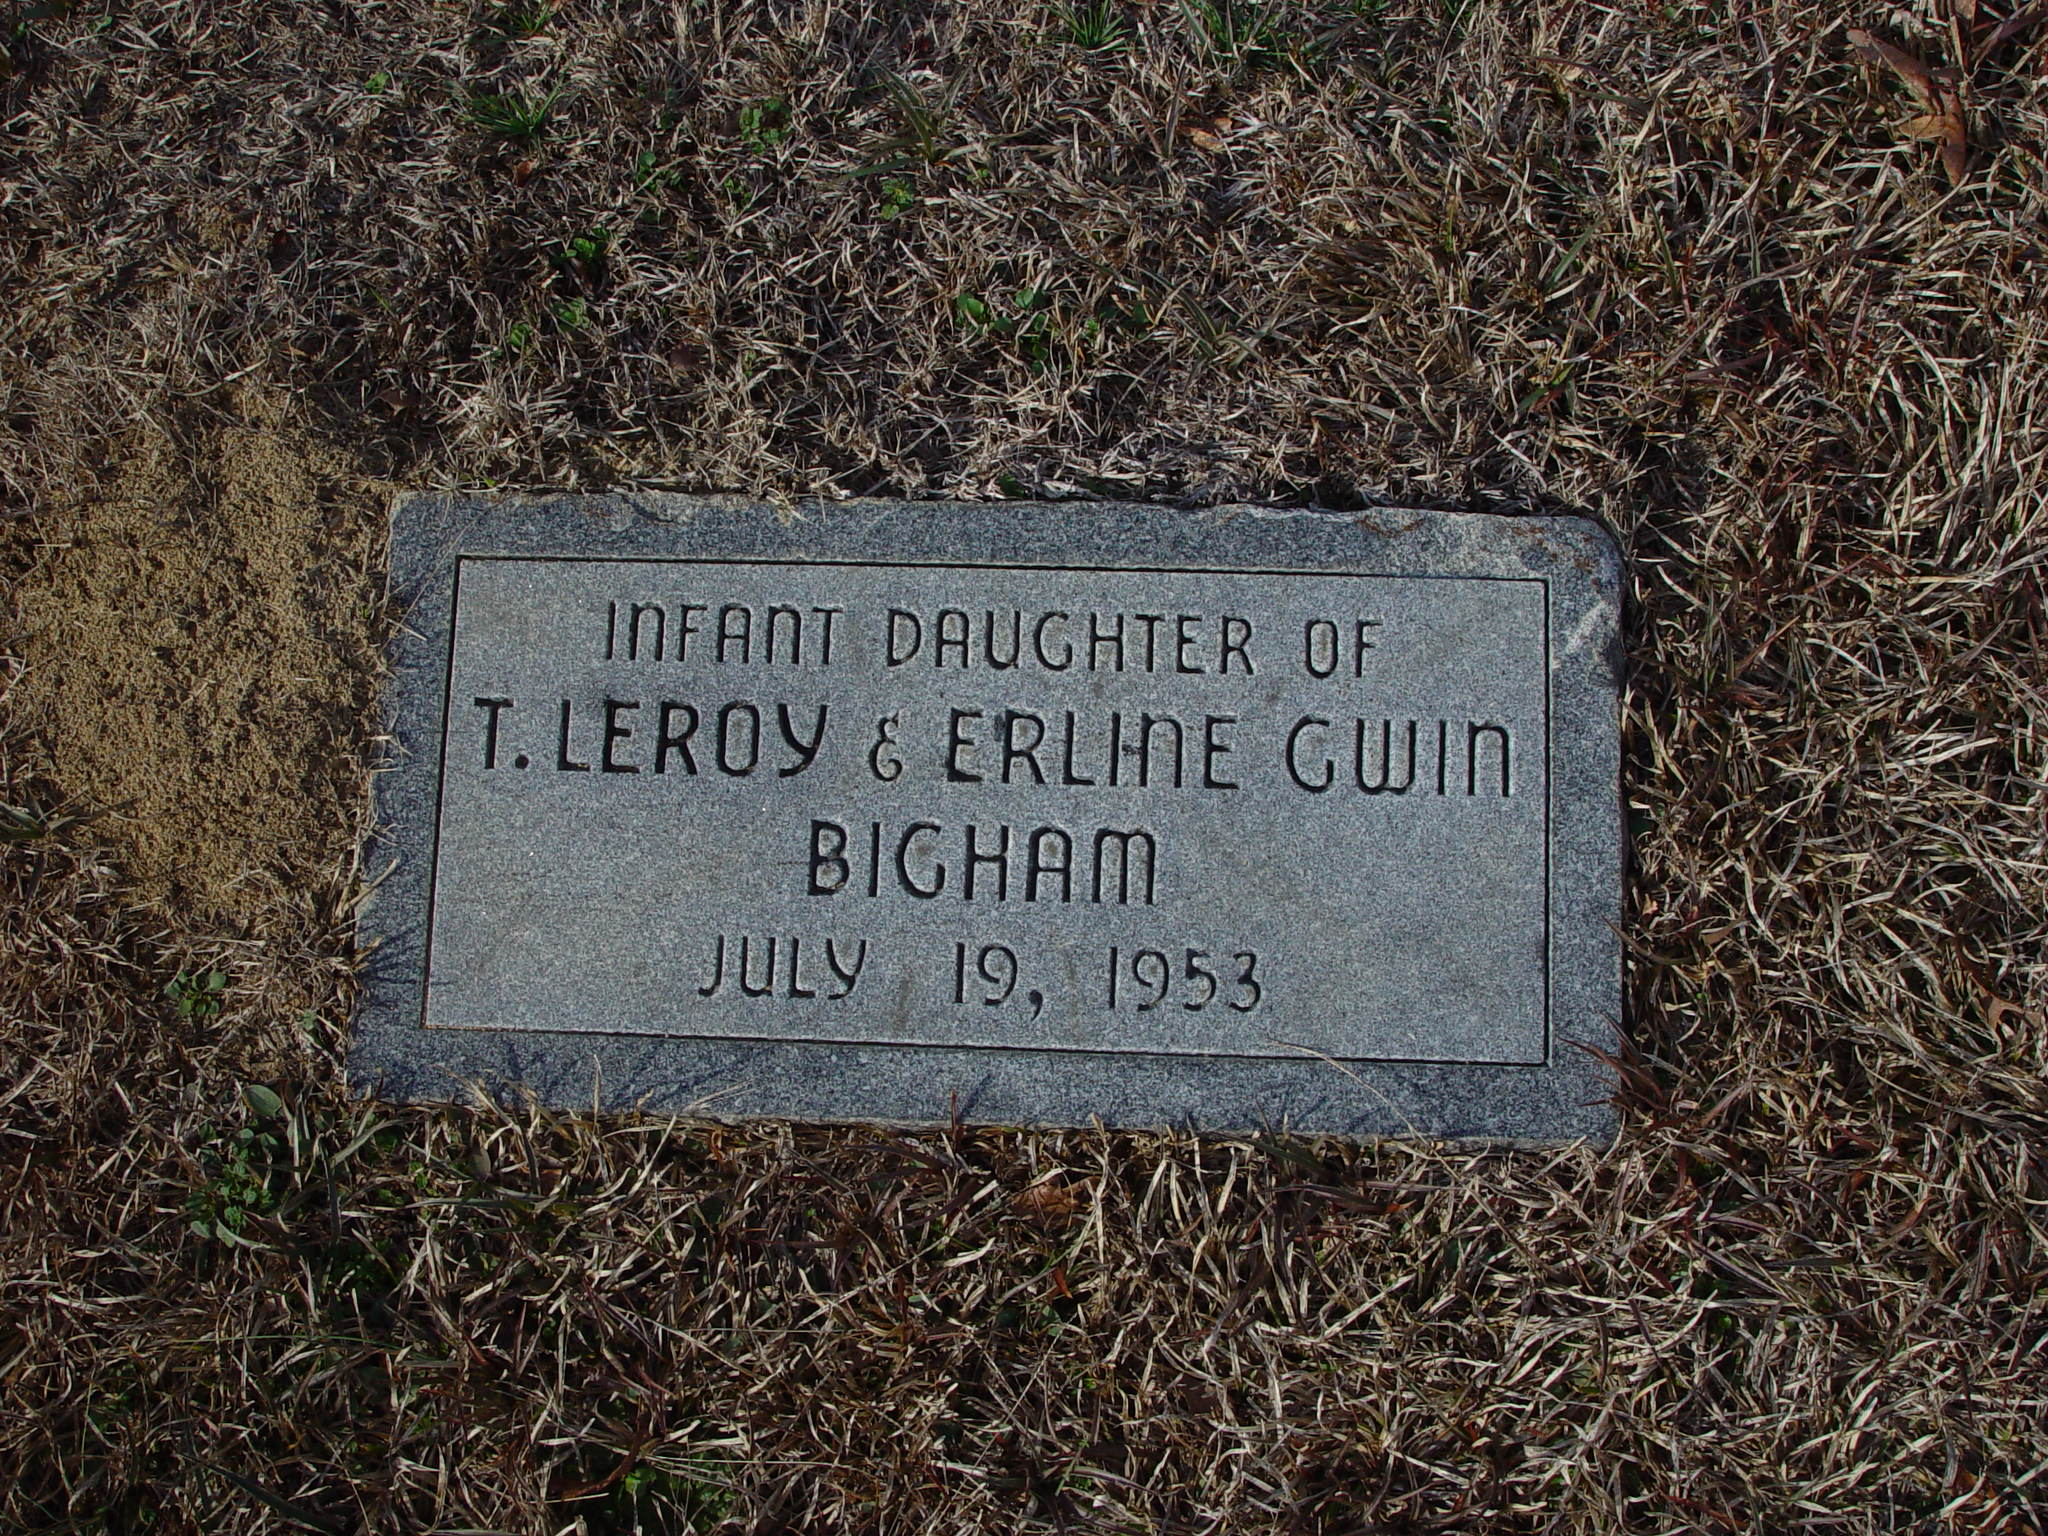 INFANT DAUGHTER OF
T. LEROY & ERLINE GWIN
BIGHAM
JULY 19, 1953